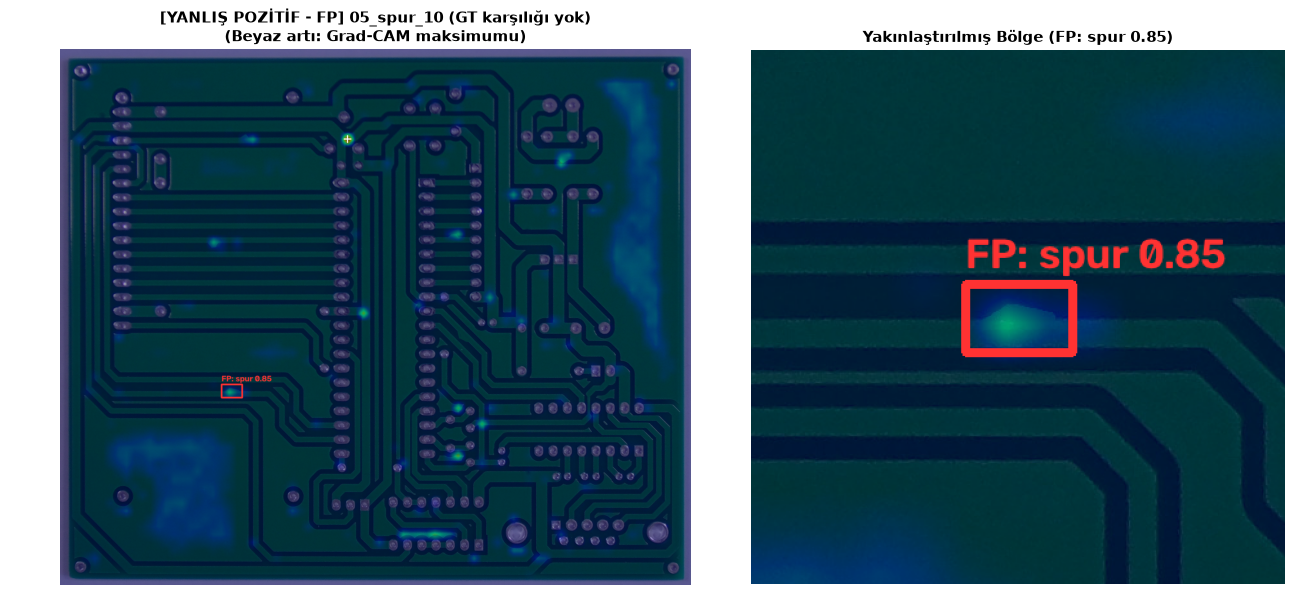 [YANLIŞ POZİTİF - FP] 05_spur_10 (GT karşılığı yok)
(Beyaz artı: Grad-CAM maksimumu)
FP: spur 0.85
Yakınlaştırılmış Bölge (FP: spur 0.85)
FP: spur 0.85